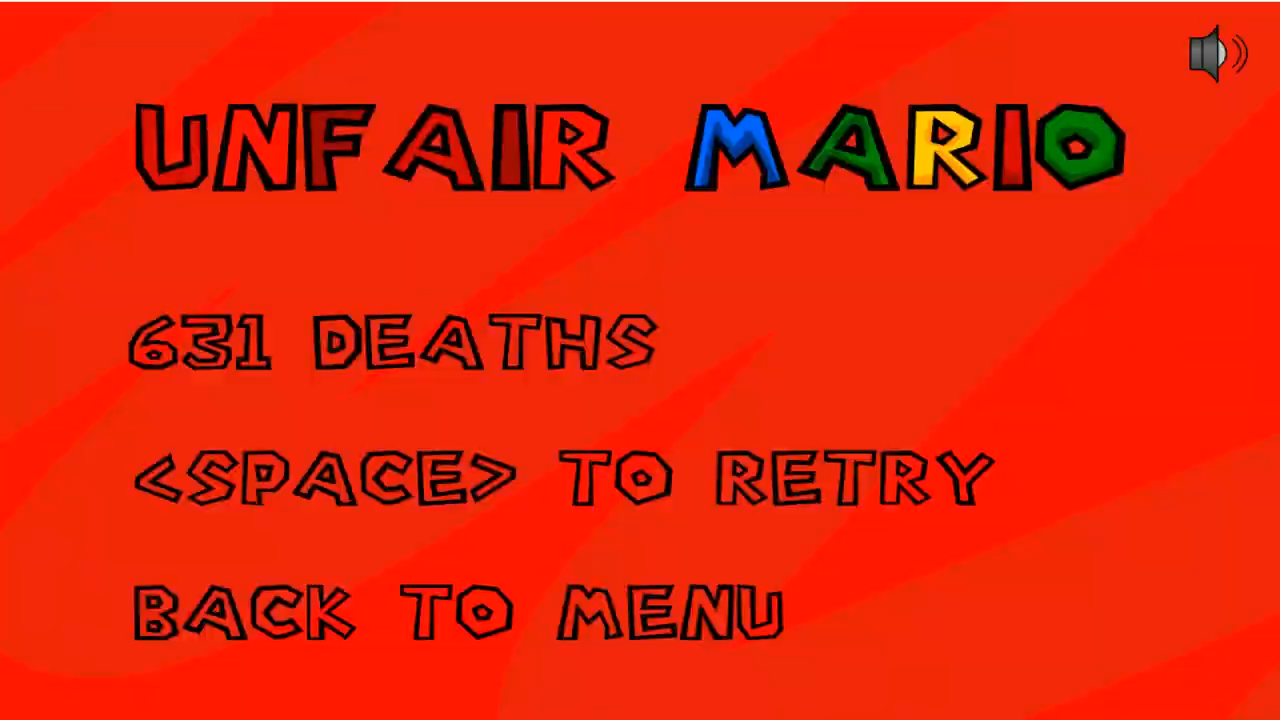 UNFAIR MARIO
631 DEATHS
<SPACE> TO RETRY
BACK TO MENU